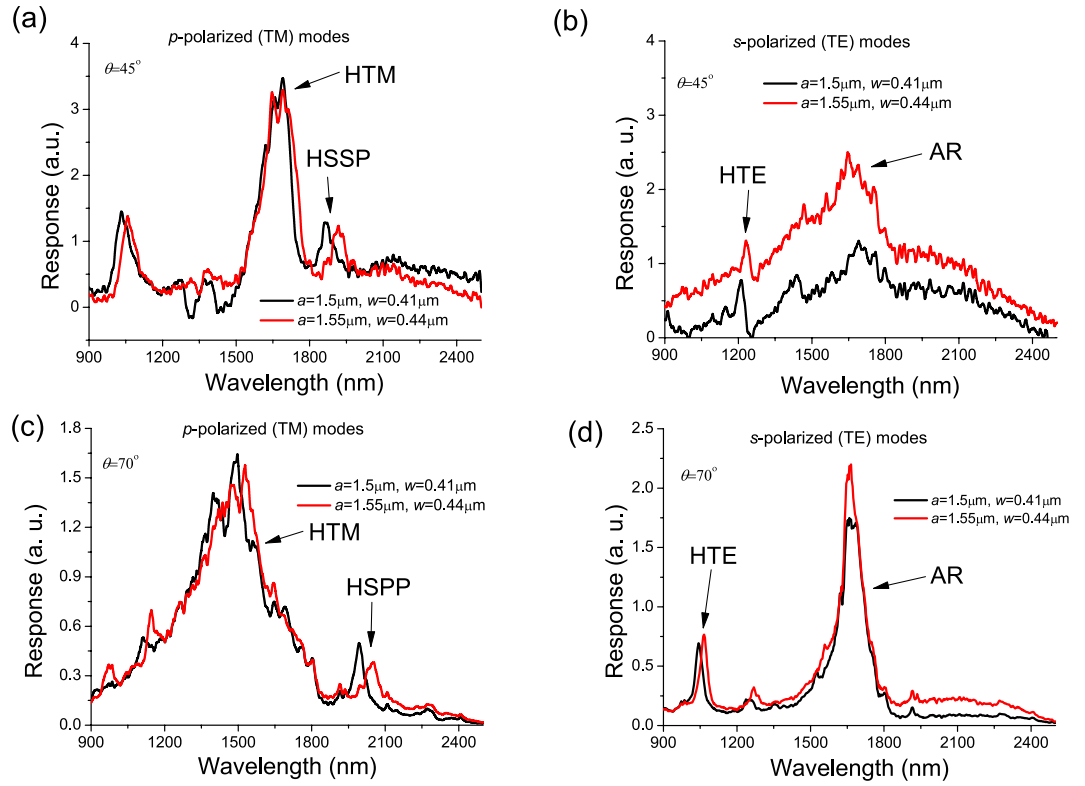 (a)
p-polarized (TM) modes
θ=45°
HTM
HSSP
a=1.5μm, w=0.41μm
a=1.55μm, w=0.44μm
Response (a.u.)
4
3
2
1
0
900 1200 1500 1800 2100 2400
Wavelength (nm)
(b)
s-polarized (TE) modes
θ=45°
a=1.5μm, w=0.41μm
a=1.55μm, w=0.44μm
AR
HTE
Response (a. u.)
4
3
2
1
0
900 1200 1500 1800 2100 2400
Wavelength (nm)
(c)
p-polarized (TM) modes
θ=70°
a=1.5μm, w=0.41μm
a=1.55μm, w=0.44μm
HTM
HSPP
Response (a. u.)
1.8
1.5
1.2
0.9
0.6
0.3
0.0
900 1200 1500 1800 2100 2400
Wavelength (nm)
(d)
s-polarized (TE) modes
θ=70°
a=1.5μm, w=0.41μm
a=1.55μm, w=0.44μm
HTE
AR
Response (a. u.)
2.5
2.0
1.5
1.0
0.5
0.0
900 1200 1500 1800 2100 2400
Wavelength (nm)